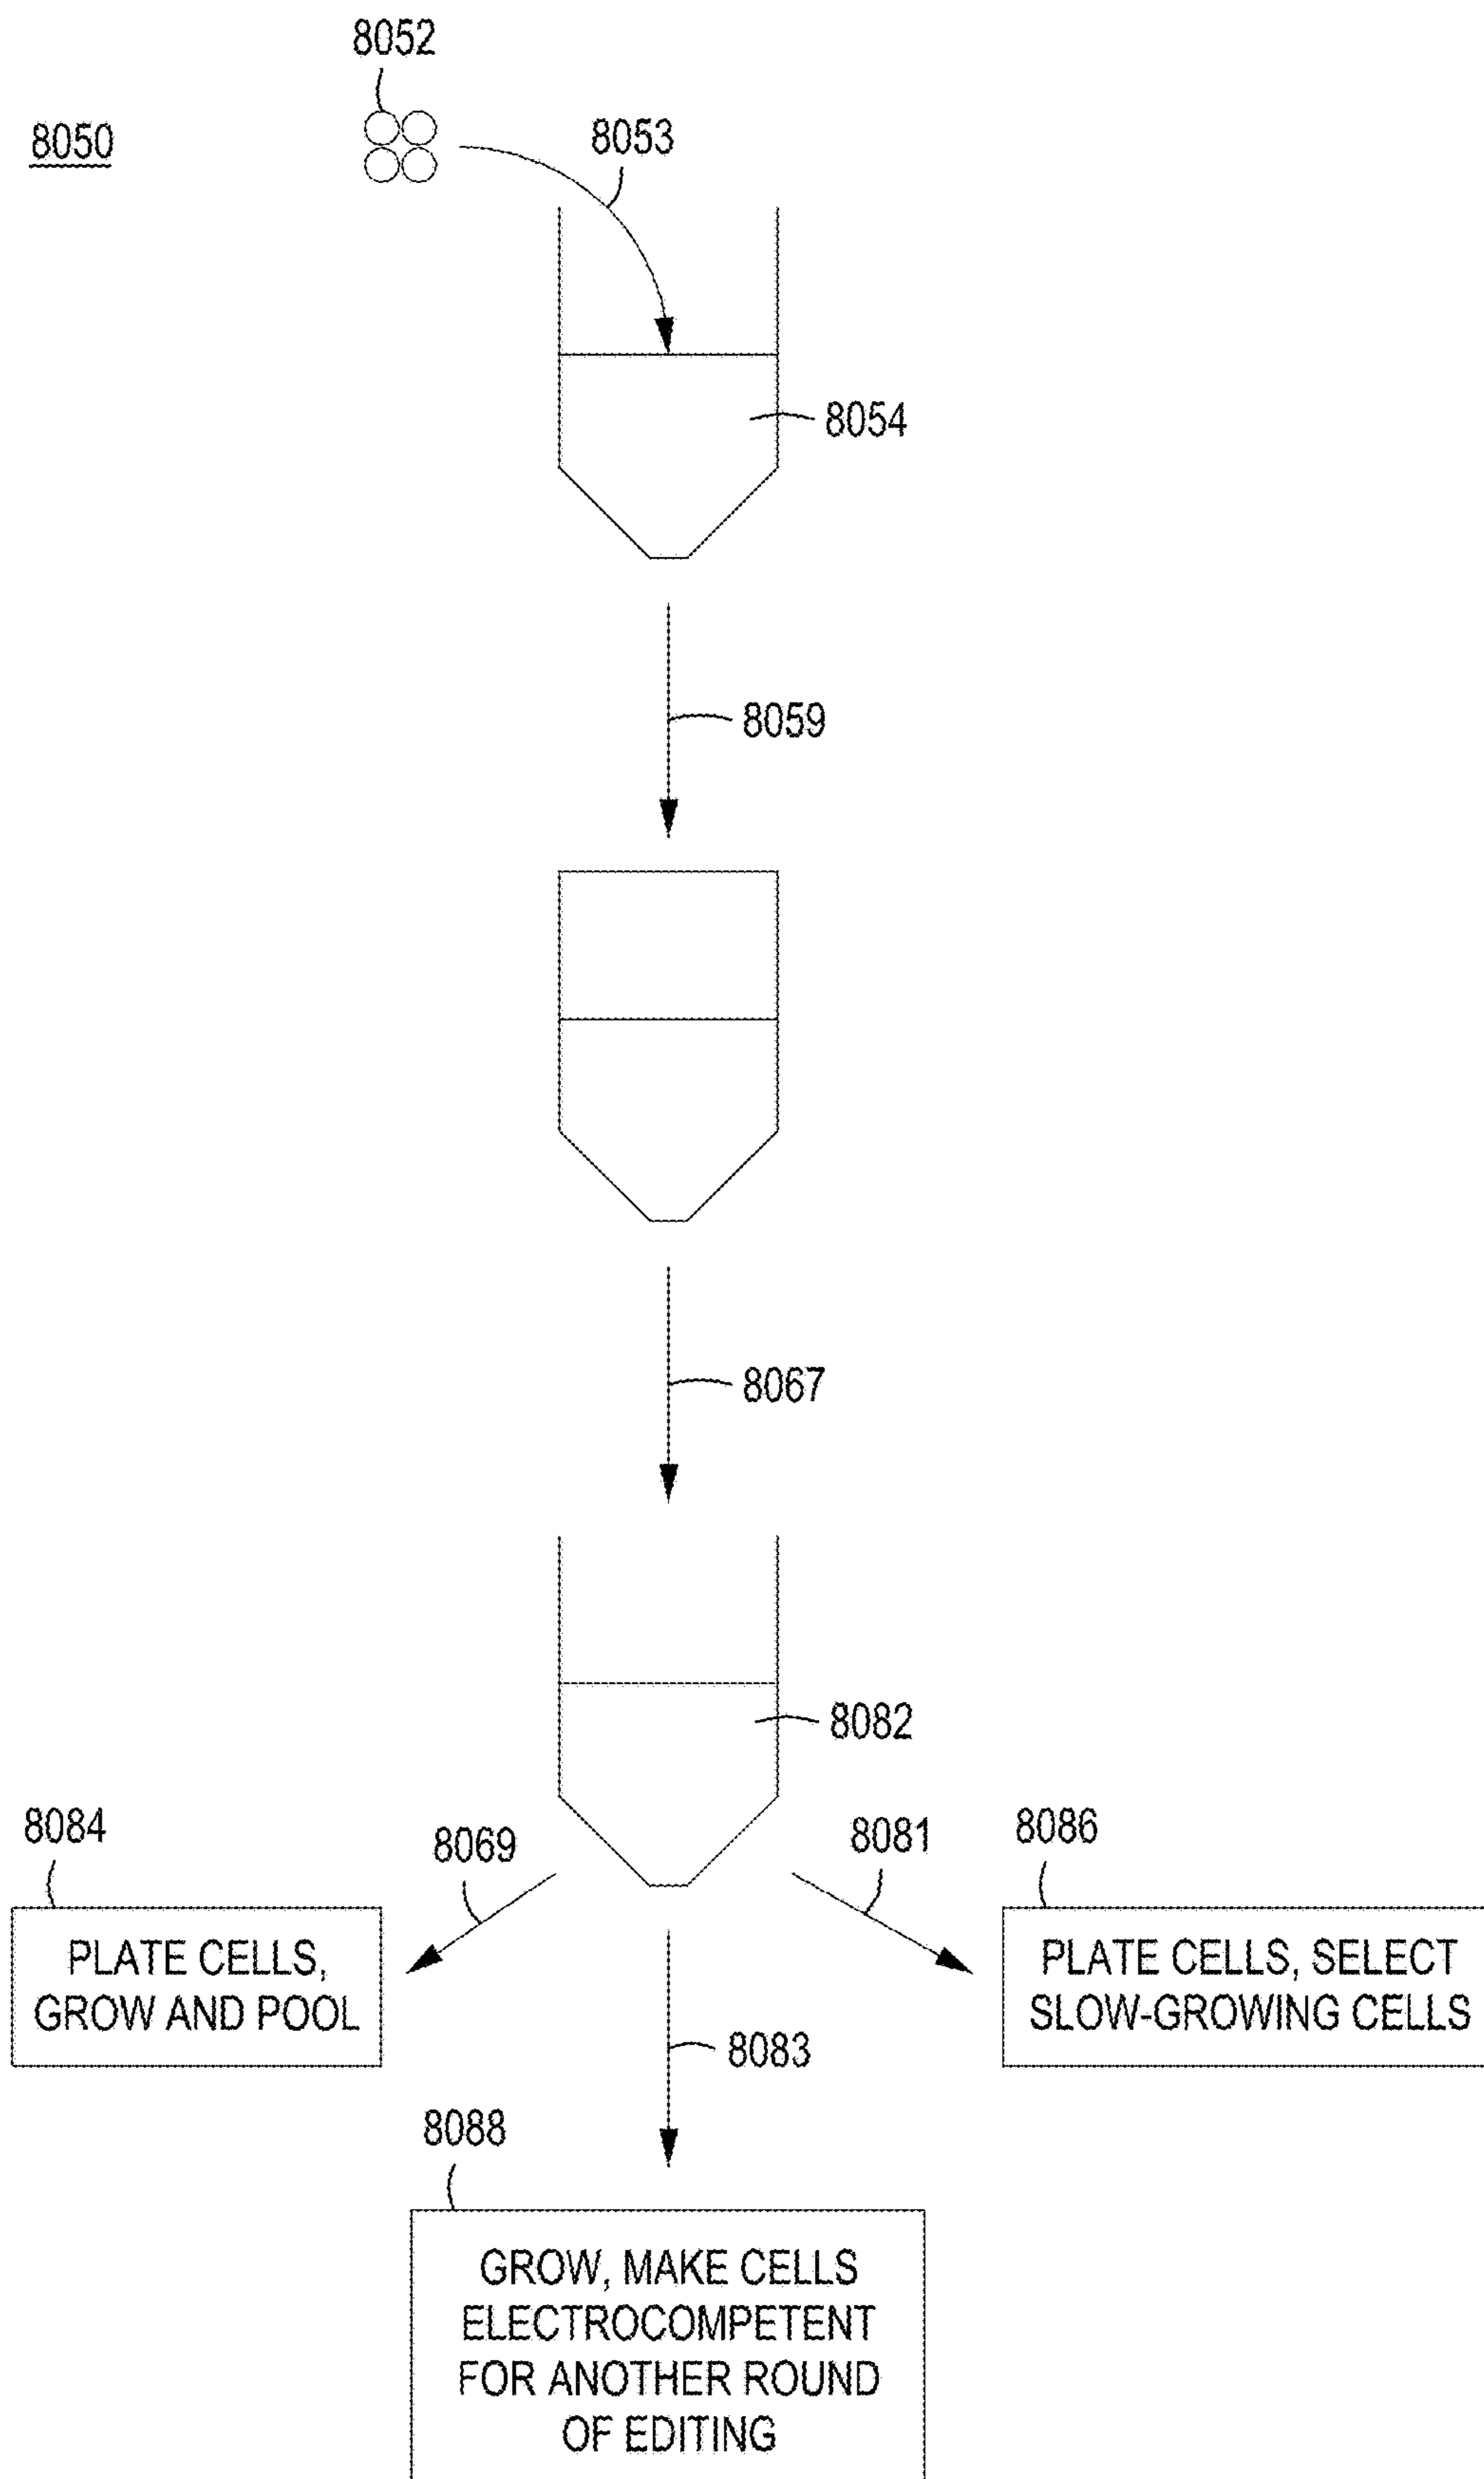 8052
8050
8053
8054
8059
8067
8082
8084
8069
8081
8086
PLATE CELLS,
GROW AND POOL
PLATE CELLS, SELECT
SLOW-GROWING CELLS
8083
8088
GROW, MAKE CELLS
ELECTROCOMPETENT
FOR ANOTHER ROUND
OF EDITING